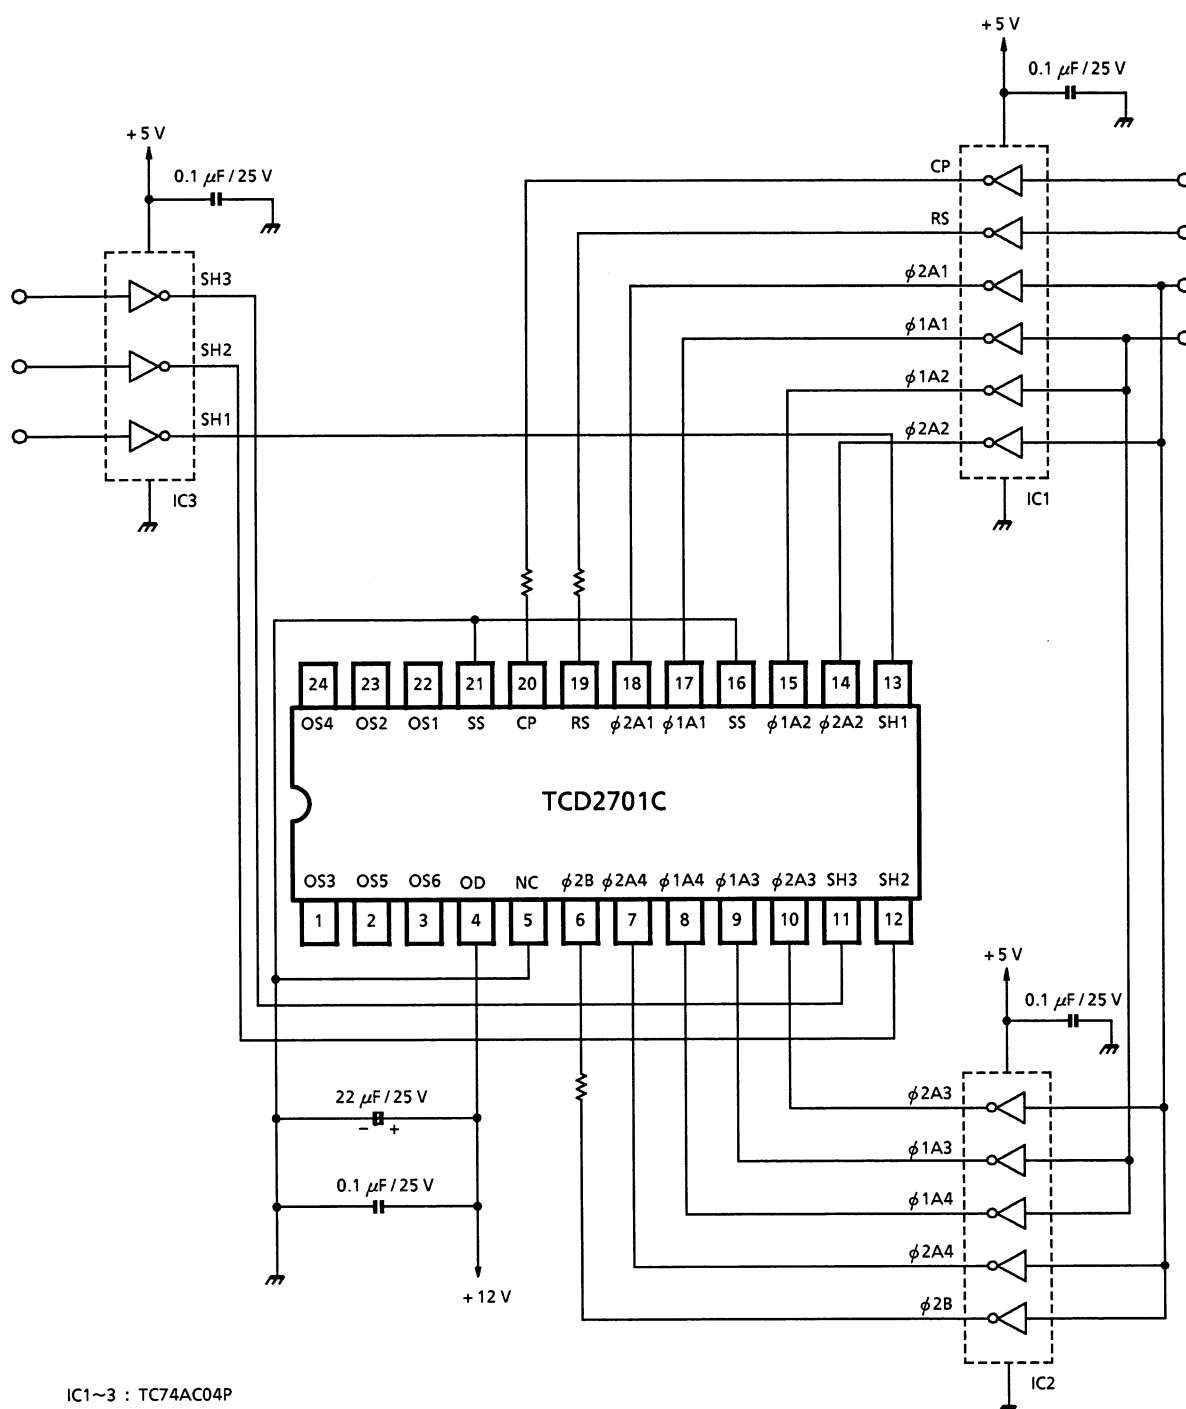 +5 V
0.1 μF/25 V
CP
RS
ϕ2A1
ϕ1A1
ϕ1A2
ϕ2A2
IC1
+5 V
0.1 μF/25 V
SH3
SH2
SH1
IC3
24 23 22 21 20 19 18 17 16 15 14 13
OS4 OS2 OS1 SS CP RS ϕ2A1 ϕ1A1 SS ϕ1A2 ϕ2A2 SH1
TCD2701C
OS3 OS5 OS6 OD NC ϕ2B ϕ2A4 ϕ1A4 ϕ1A3 ϕ2A3 SH3 SH2
1 2 3 4 5 6 7 8 9 10 11 12
+5 V
0.1 μF/25 V
22 μF/25 V
− +
0.1 μF/25 V
+12 V
ϕ2A3
ϕ1A3
ϕ1A4
ϕ2A4
ϕ2B
IC2
IC1~3 : TC74AC04P